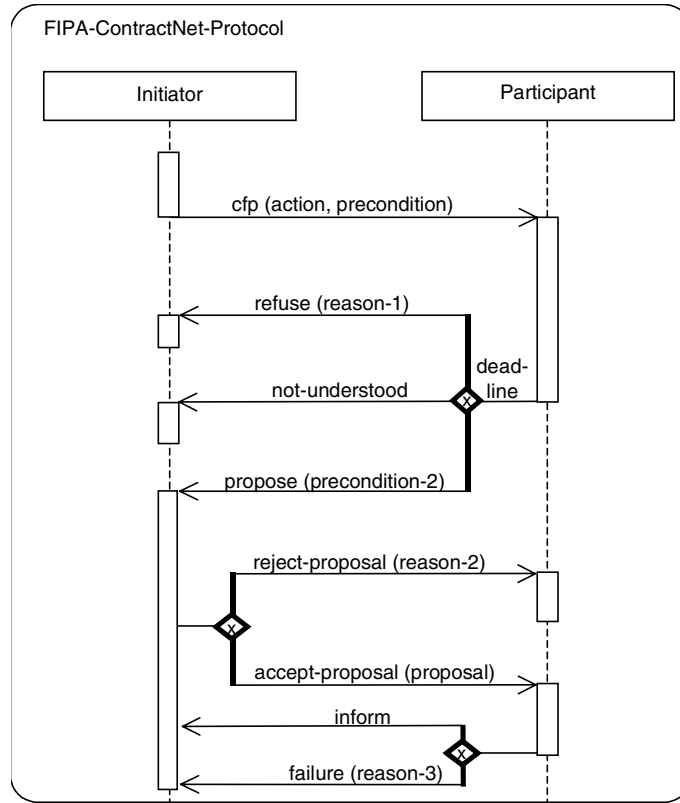 FIPA-ContractNet-Protocol
Initiator
Participant
cfp (action, precondition)
refuse (reason-1)
dead-
line
not-understood
x
propose (precondition-2)
reject-proposal (reason-2)
x
accept-proposal (proposal)
inform
x
failure (reason-3)